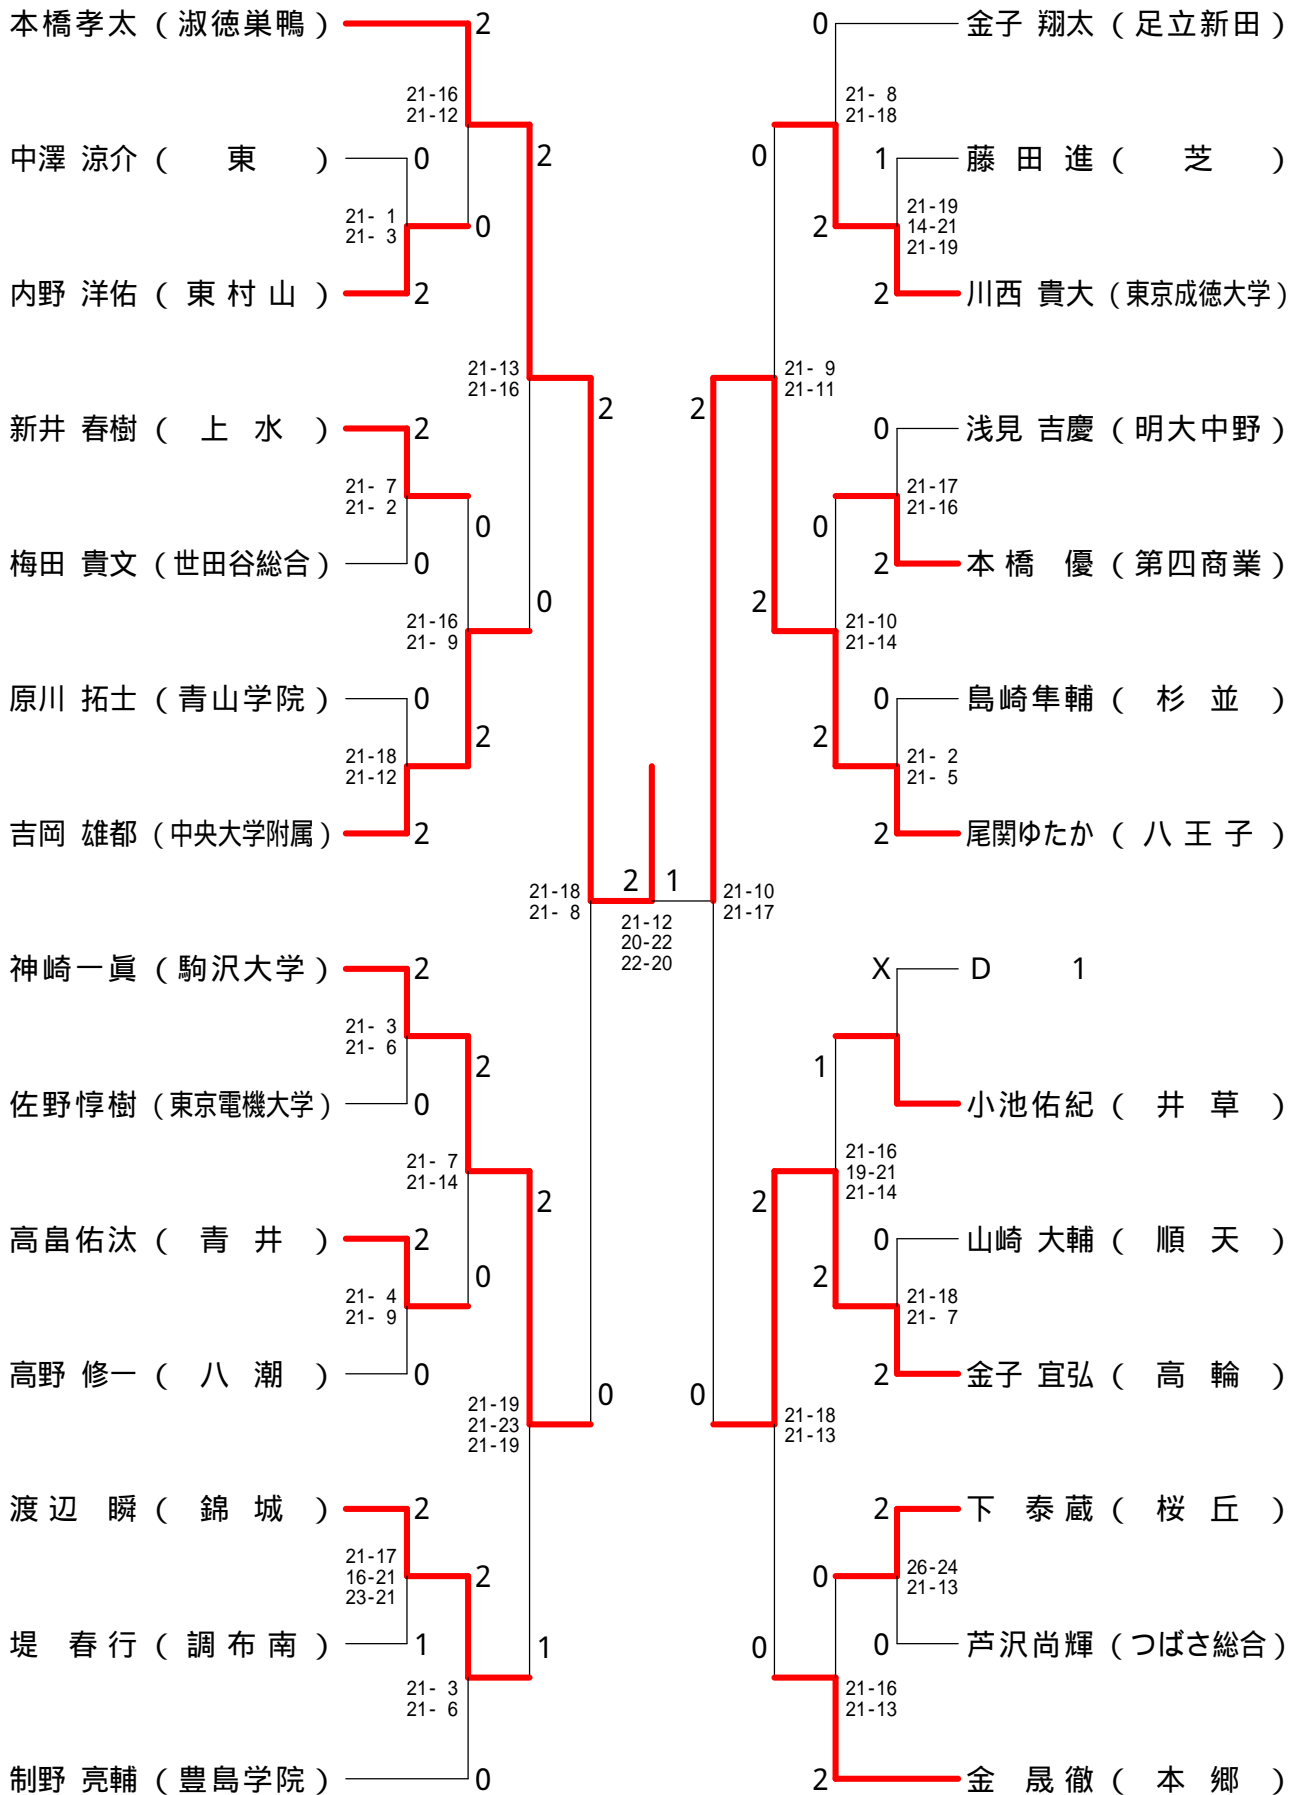 本橋孝太 ( 淑徳巣鴨 ) 2
21-16
21-12
中澤 涼介 ( 東 ) 0
2
21- 1
21- 3
0
内野 洋佑 ( 東 村 山 ) 2
21-13
21-16
2
新井 春樹 ( 上 水 ) 2
21- 7
21- 2
0
梅田 貴文 ( 世田谷総合 ) 0
0
21-16
21- 9
原川 拓士 ( 青山学院 ) 0
2
21-18
21-12
吉岡 雄都 ( 中央大学附属 ) 2
21-18
21- 8
2 1
21-12
20-22
22-20
神崎一眞 ( 駒沢大学 ) 2
21- 3
21- 6
2
佐野惇樹 ( 東京電機大学 ) 0
21- 7
21-14
2
高畠佑汰 ( 青 井 ) 2
0
21- 4
21- 9
高野 修一 ( 八 潮 ) 0
0
21-19
21-23
21-19
渡 辺 瞬 ( 錦 城 ) 2
21-17
16-21
23-21
2
堤 春 行 ( 調 布 南 ) 1
1
21- 3
21- 6
制野 亮輔 ( 豊島学院 ) 0
0 金子 翔太 ( 足立新田 )
21- 8
21-18
0
1 藤 田 進 ( 芝 )
21-19
14-21
21-19
2
2 川西 貴大 ( 東京成徳大学 )
21- 9
21-11
2
0 浅見 吉慶 ( 明大中野 )
21-17
21-16
0
2 本 橋 優 ( 第四商業 )
2
21-10
21-14
0 島崎隼輔 ( 杉 並 )
2
21- 2
21- 5
2 尾関ゆたか ( 八 王 子 )
21-10
21-17
X D 1
1
小池佑紀 ( 井 草 )
21-16
19-21
21-14
2
0 山崎 大輔 ( 順 天 )
2
21-18
21- 7
2 金子 宜弘 ( 高 輪 )
0
21-18
21-13
2 下 泰 蔵 ( 桜 丘 )
26-24
21-13
0
0 芦沢尚輝 ( つばさ総合 )
0
21-16
21-13
2 金 晟 徹 ( 本 郷 )